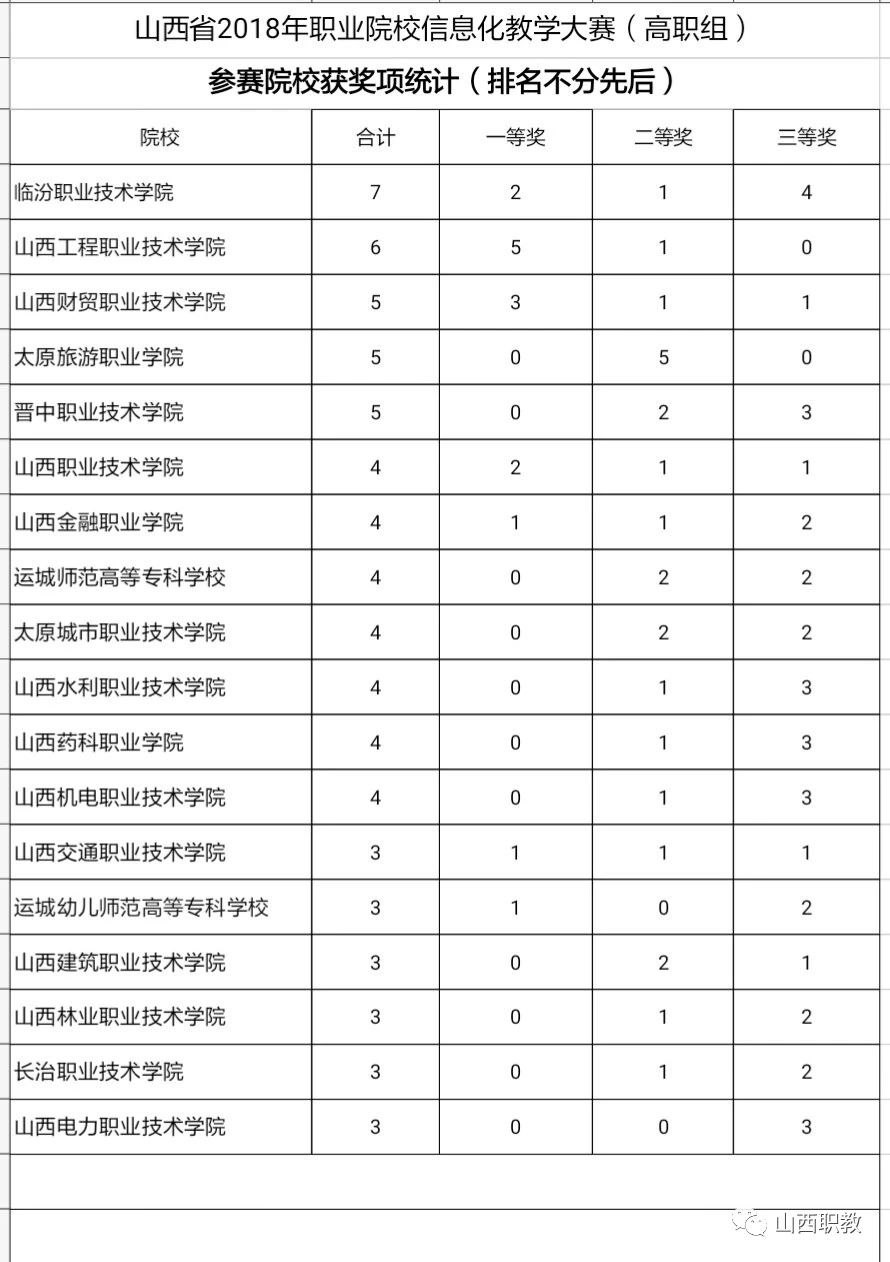 山西省2018年职业院校信息化教学大赛（高职组）
参赛院校获奖项统计（排名不分先后）
院校 合计 一等奖 二等奖 三等奖
临汾职业技术学院 7 2 1 4
山西工程职业技术学院 6 5 1 0
山西财贸职业技术学院 5 3 1 1
太原旅游职业学院 5 0 5 0
晋中职业技术学院 5 0 2 3
山西职业技术学院 4 2 1 1
山西金融职业学院 4 1 1 2
运城师范高等专科学校 4 0 2 2
太原城市职业技术学院 4 0 2 2
山西水利职业技术学院 4 0 1 3
山西药科职业学院 4 0 1 3
山西机电职业技术学院 4 0 1 3
山西交通职业技术学院 3 1 1 1
运城幼儿师范高等专科学校 3 1 0 2
山西建筑职业技术学院 3 0 2 1
山西林业职业技术学院 3 0 1 2
长治职业技术学院 3 0 1 2
山西电力职业技术学院 3 0 0 3
山西职教